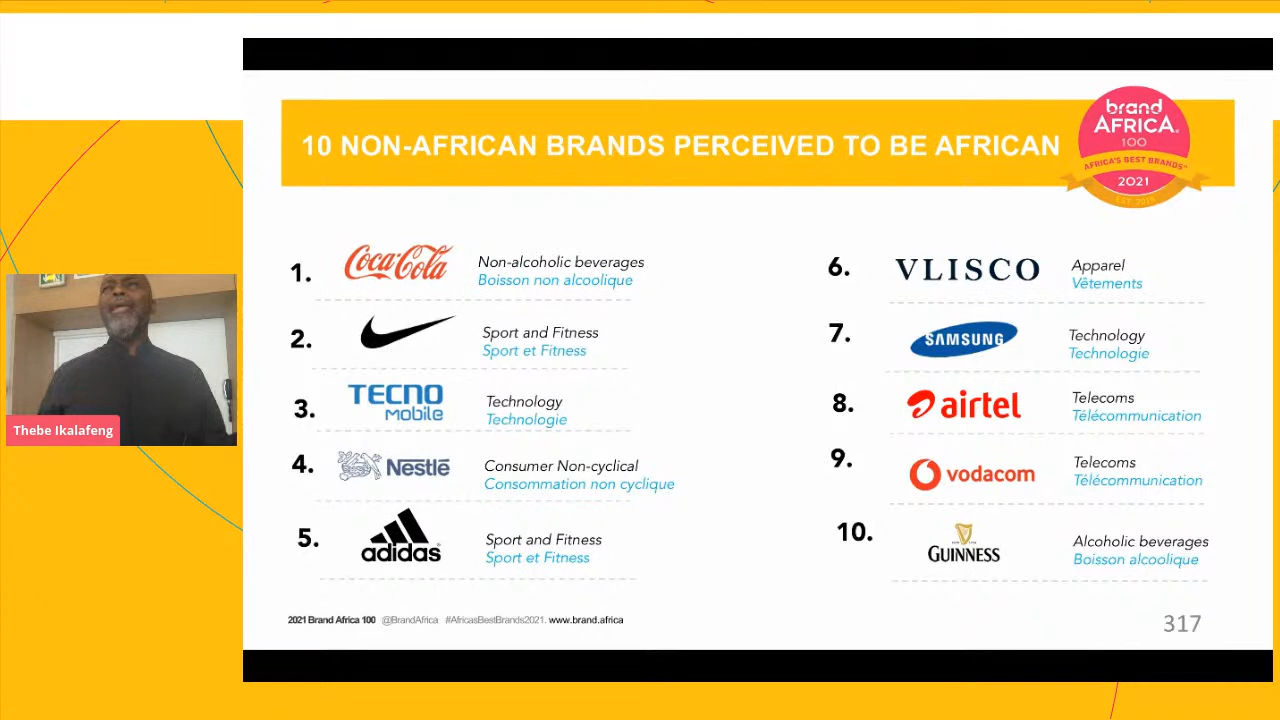 10 NON-AFRICAN BRANDS PERCEIVED TO BE AFRICAN
brand
AFRICA®
100
AFRICA'S BEST BRANDS™
2021
EST 2010
1.
Coca-Cola
Non-alcoholic beverages
Boisson non alcoolique
2.
Sport and Fitness
Sport et Fitness
3.
TECNO
mobile
Technology
Technologie
4.
Nestlé
Consumer Non-cyclical
Consommation non cyclique
5.
adidas
Sport and Fitness
Sport et Fitness
6.
VLISCO
Apparel
Vêtements
7.
SAMSUNG
Technology
Technologie
8.
airtel
Telecoms
Télécommunication
9.
vodacom
Telecoms
Télécommunication
10.
GUINNESS
Alcoholic beverages
Boisson alcoolique
Thebe Ikalafeng
2021 Brand Africa 100 @BrandAfrica #AfricasBestBrands2021. www.brand.africa
317